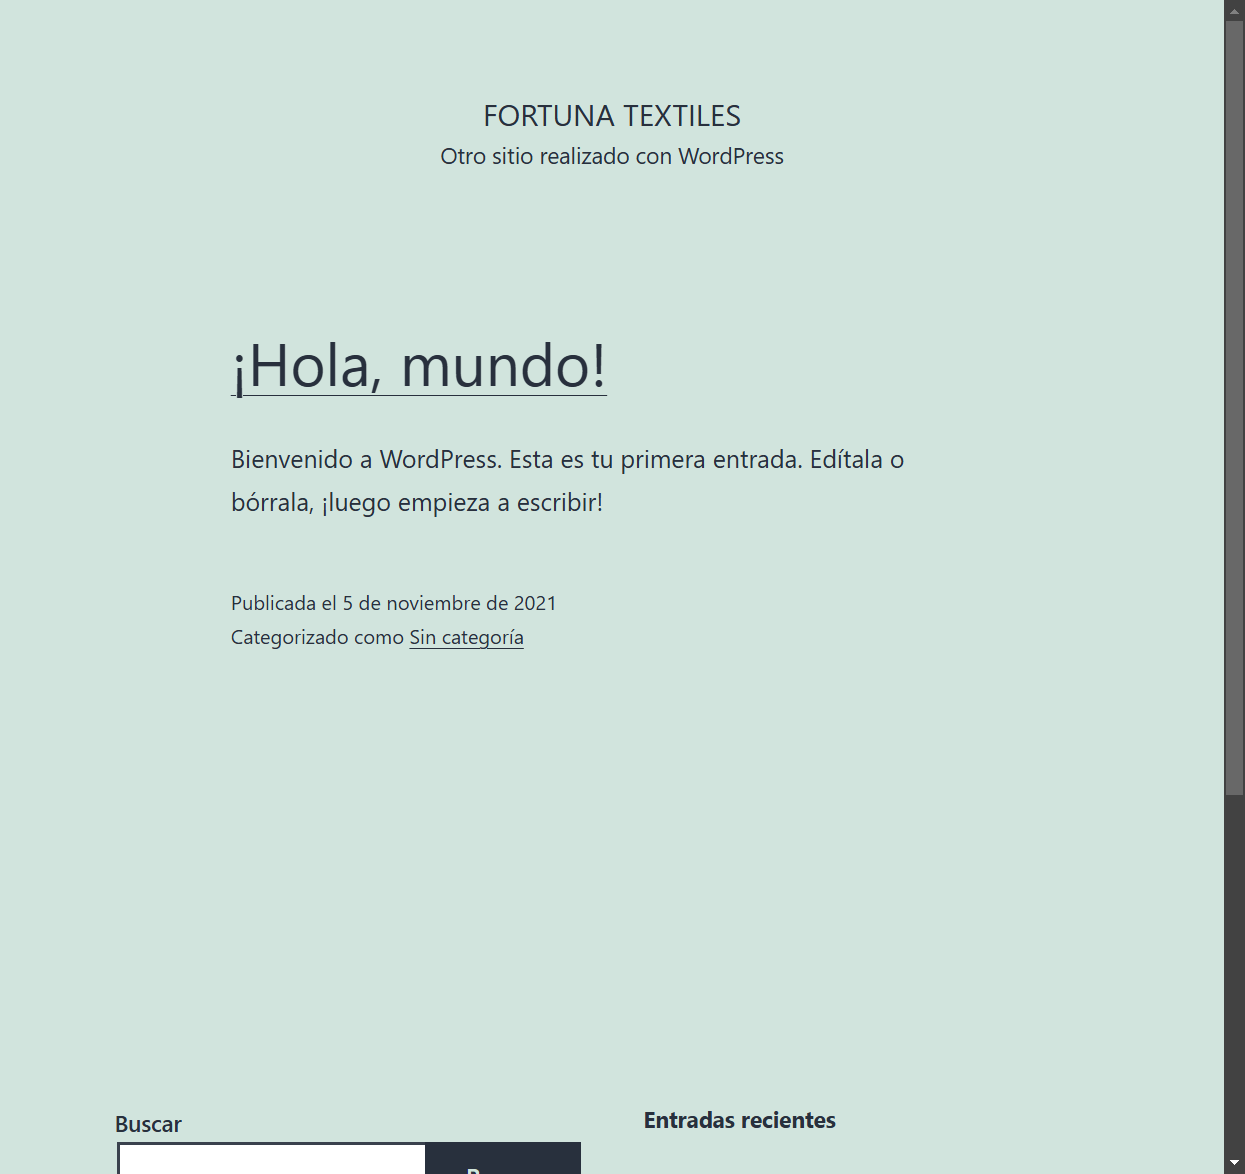 FORTUNA TEXTILES
Otro sitio realizado con WordPress
¡Hola, mundo!
Bienvenido a WordPress. Esta es tu primera entrada. Edítala o
bórrala, ¡luego empieza a escribir!
Publicada el 5 de noviembre de 2021
Categorizado como Sin categoría
Buscar
Entradas recientes